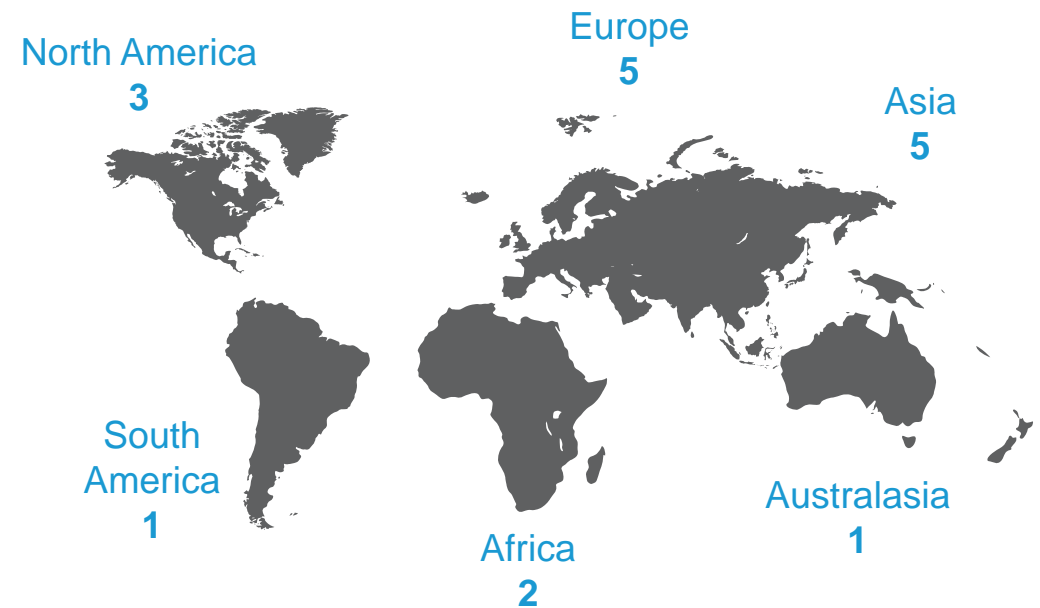 North America
3
Europe
5
Asia
5
South
America
1
Africa
2
Australasia
1